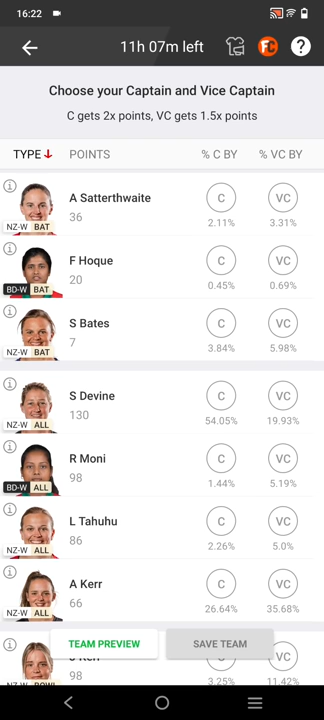 16:22
11h 07m left
FC
?
Choose your Captain and Vice Captain
C gets 2x points, VC gets 1.5x points
TYPE POINTS % C BY % VC BY
i
A Satterthwaite
36
C
VC
2.11%
3.31%
NZ-W BAT
i
F Hoque
20
C
VC
0.45%
0.69%
BD-W BAT
i
S Bates
7
C
VC
3.84%
5.98%
NZ-W BAT
i
S Devine
130
C
VC
54.05%
19.93%
NZ-W ALL
i
R Moni
98
C
VC
1.44%
5.19%
BD-W ALL
i
L Tahuhu
86
C
VC
2.26%
5.0%
NZ-W ALL
i
A Kerr
66
C
VC
26.64%
35.68%
NZ-W ALL
i
J Kerr
98
C
VC
3.25%
11.42%
NZ-W BOWL
TEAM PREVIEW
SAVE TEAM